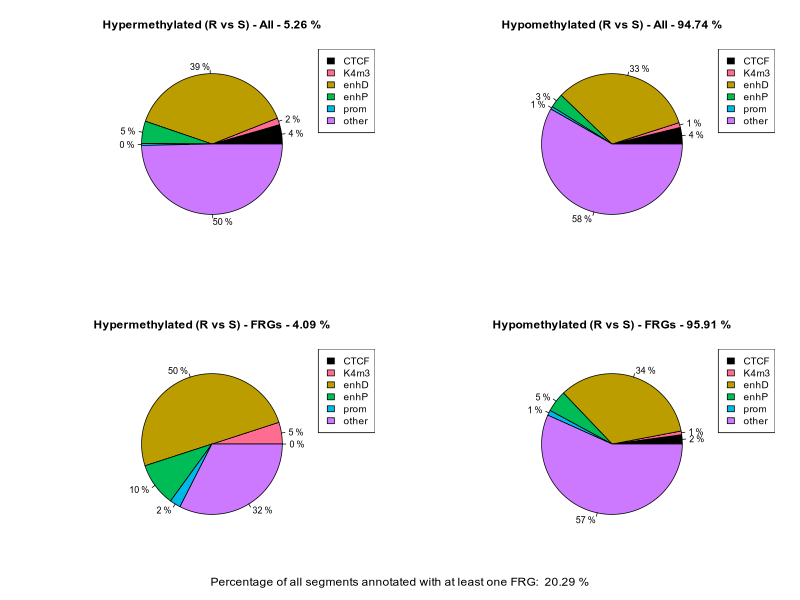 Hypermethylated (R vs S) - All - 5.26 %
39 %
5 %
0 %
2 %
4 %
50 %
CTCF
K4m3
enhD
enhP
prom
other
Hypomethylated (R vs S) - All - 94.74 %
33 %
3 %
1 %
1 %
4 %
58 %
CTCF
K4m3
enhD
enhP
prom
other
Hypermethylated (R vs S) - FRGs - 4.09 %
50 %
5 %
0 %
10 %
2 %
32 %
CTCF
K4m3
enhD
enhP
prom
other
Hypomethylated (R vs S) - FRGs - 95.91 %
34 %
5 %
1 %
1 %
2 %
57 %
CTCF
K4m3
enhD
enhP
prom
other
Percentage of all segments annotated with at least one FRG: 20.29 %